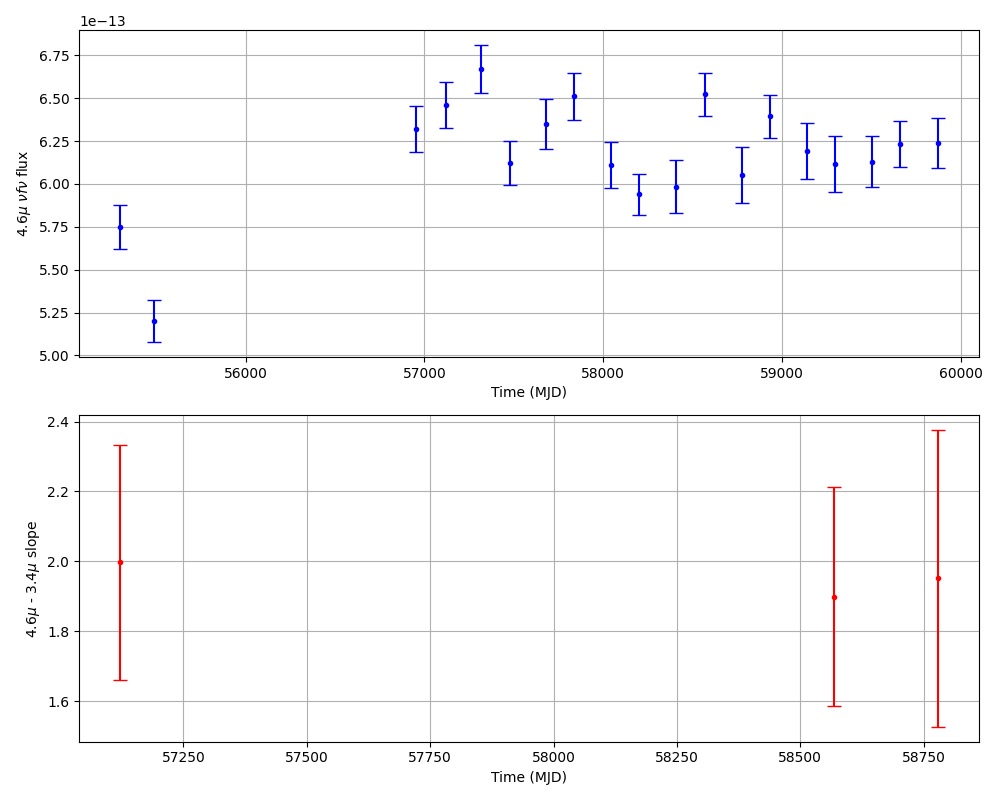 1e−13
6.75
6.50
6.25
6.00
5.75
5.50
5.25
5.00
4.6μ νfν flux
56000 57000 58000 59000 60000
Time (MJD)
2.4
2.2
2.0
1.8
1.6
4.6μ - 3.4μ slope
57250 57500 57750 58000 58250 58500 58750
Time (MJD)